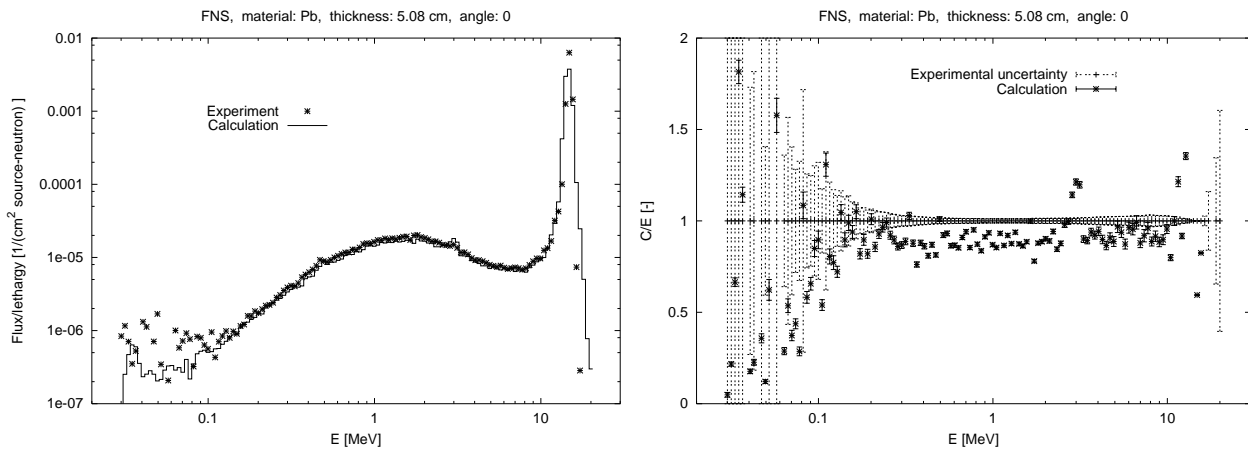 FNS, material: Pb, thickness: 5.08 cm, angle: 0
0.01
0.001
0.0001
1e-05
1e-06
1e-07
Flux/lethargy [1/(cm² source-neutron) ]
Experiment
Calculation
0.1
1
10
E [MeV]
FNS, material: Pb, thickness: 5.08 cm, angle: 0
2
1.5
1
0.5
0
C/E [-]
Experimental uncertainty
Calculation
0.1
1
10
E [MeV]